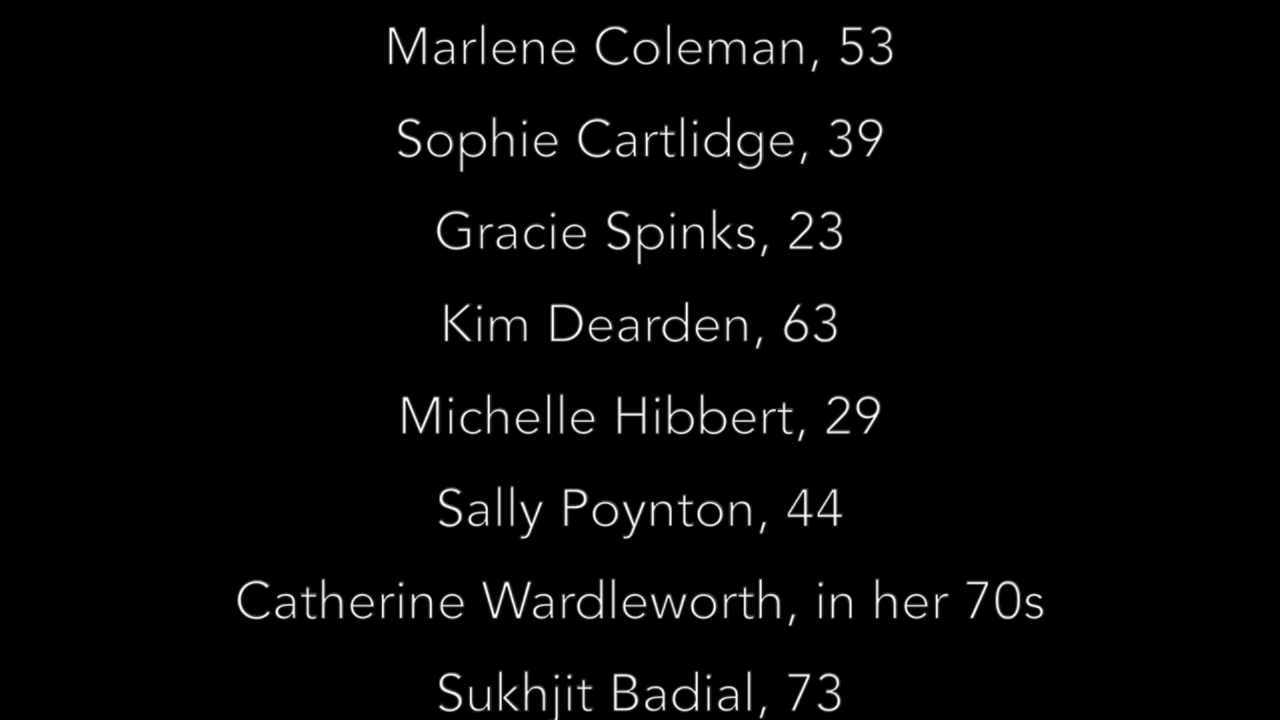 Marlene Coleman, 53
Sophie Cartlidge, 39
Gracie Spinks, 23
Kim Dearden, 63
Michelle Hibbert, 29
Sally Poynton, 44
Catherine Wardleworth, in her 70s
Sukhjit Badial, 73